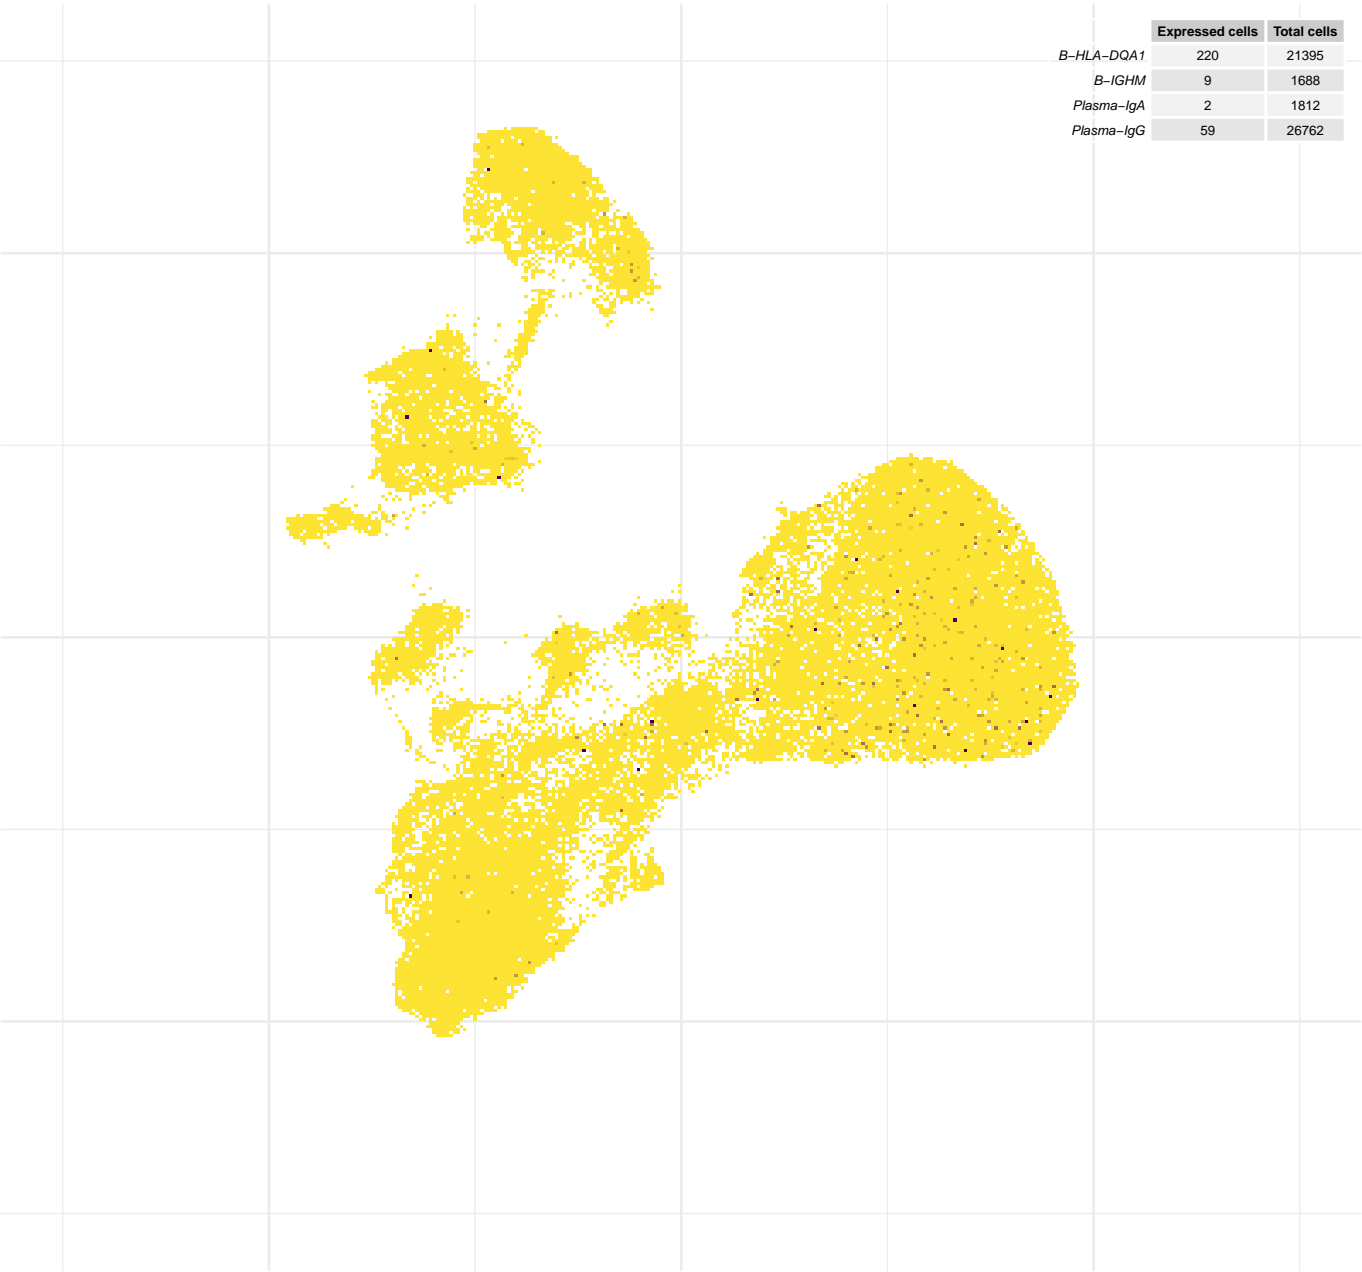 Expressed cells Total cells
B−HLA−DQA1 220 21395
B−IGHM 9 1688
Plasma−IgA 2 1812
Plasma−IgG 59 26762